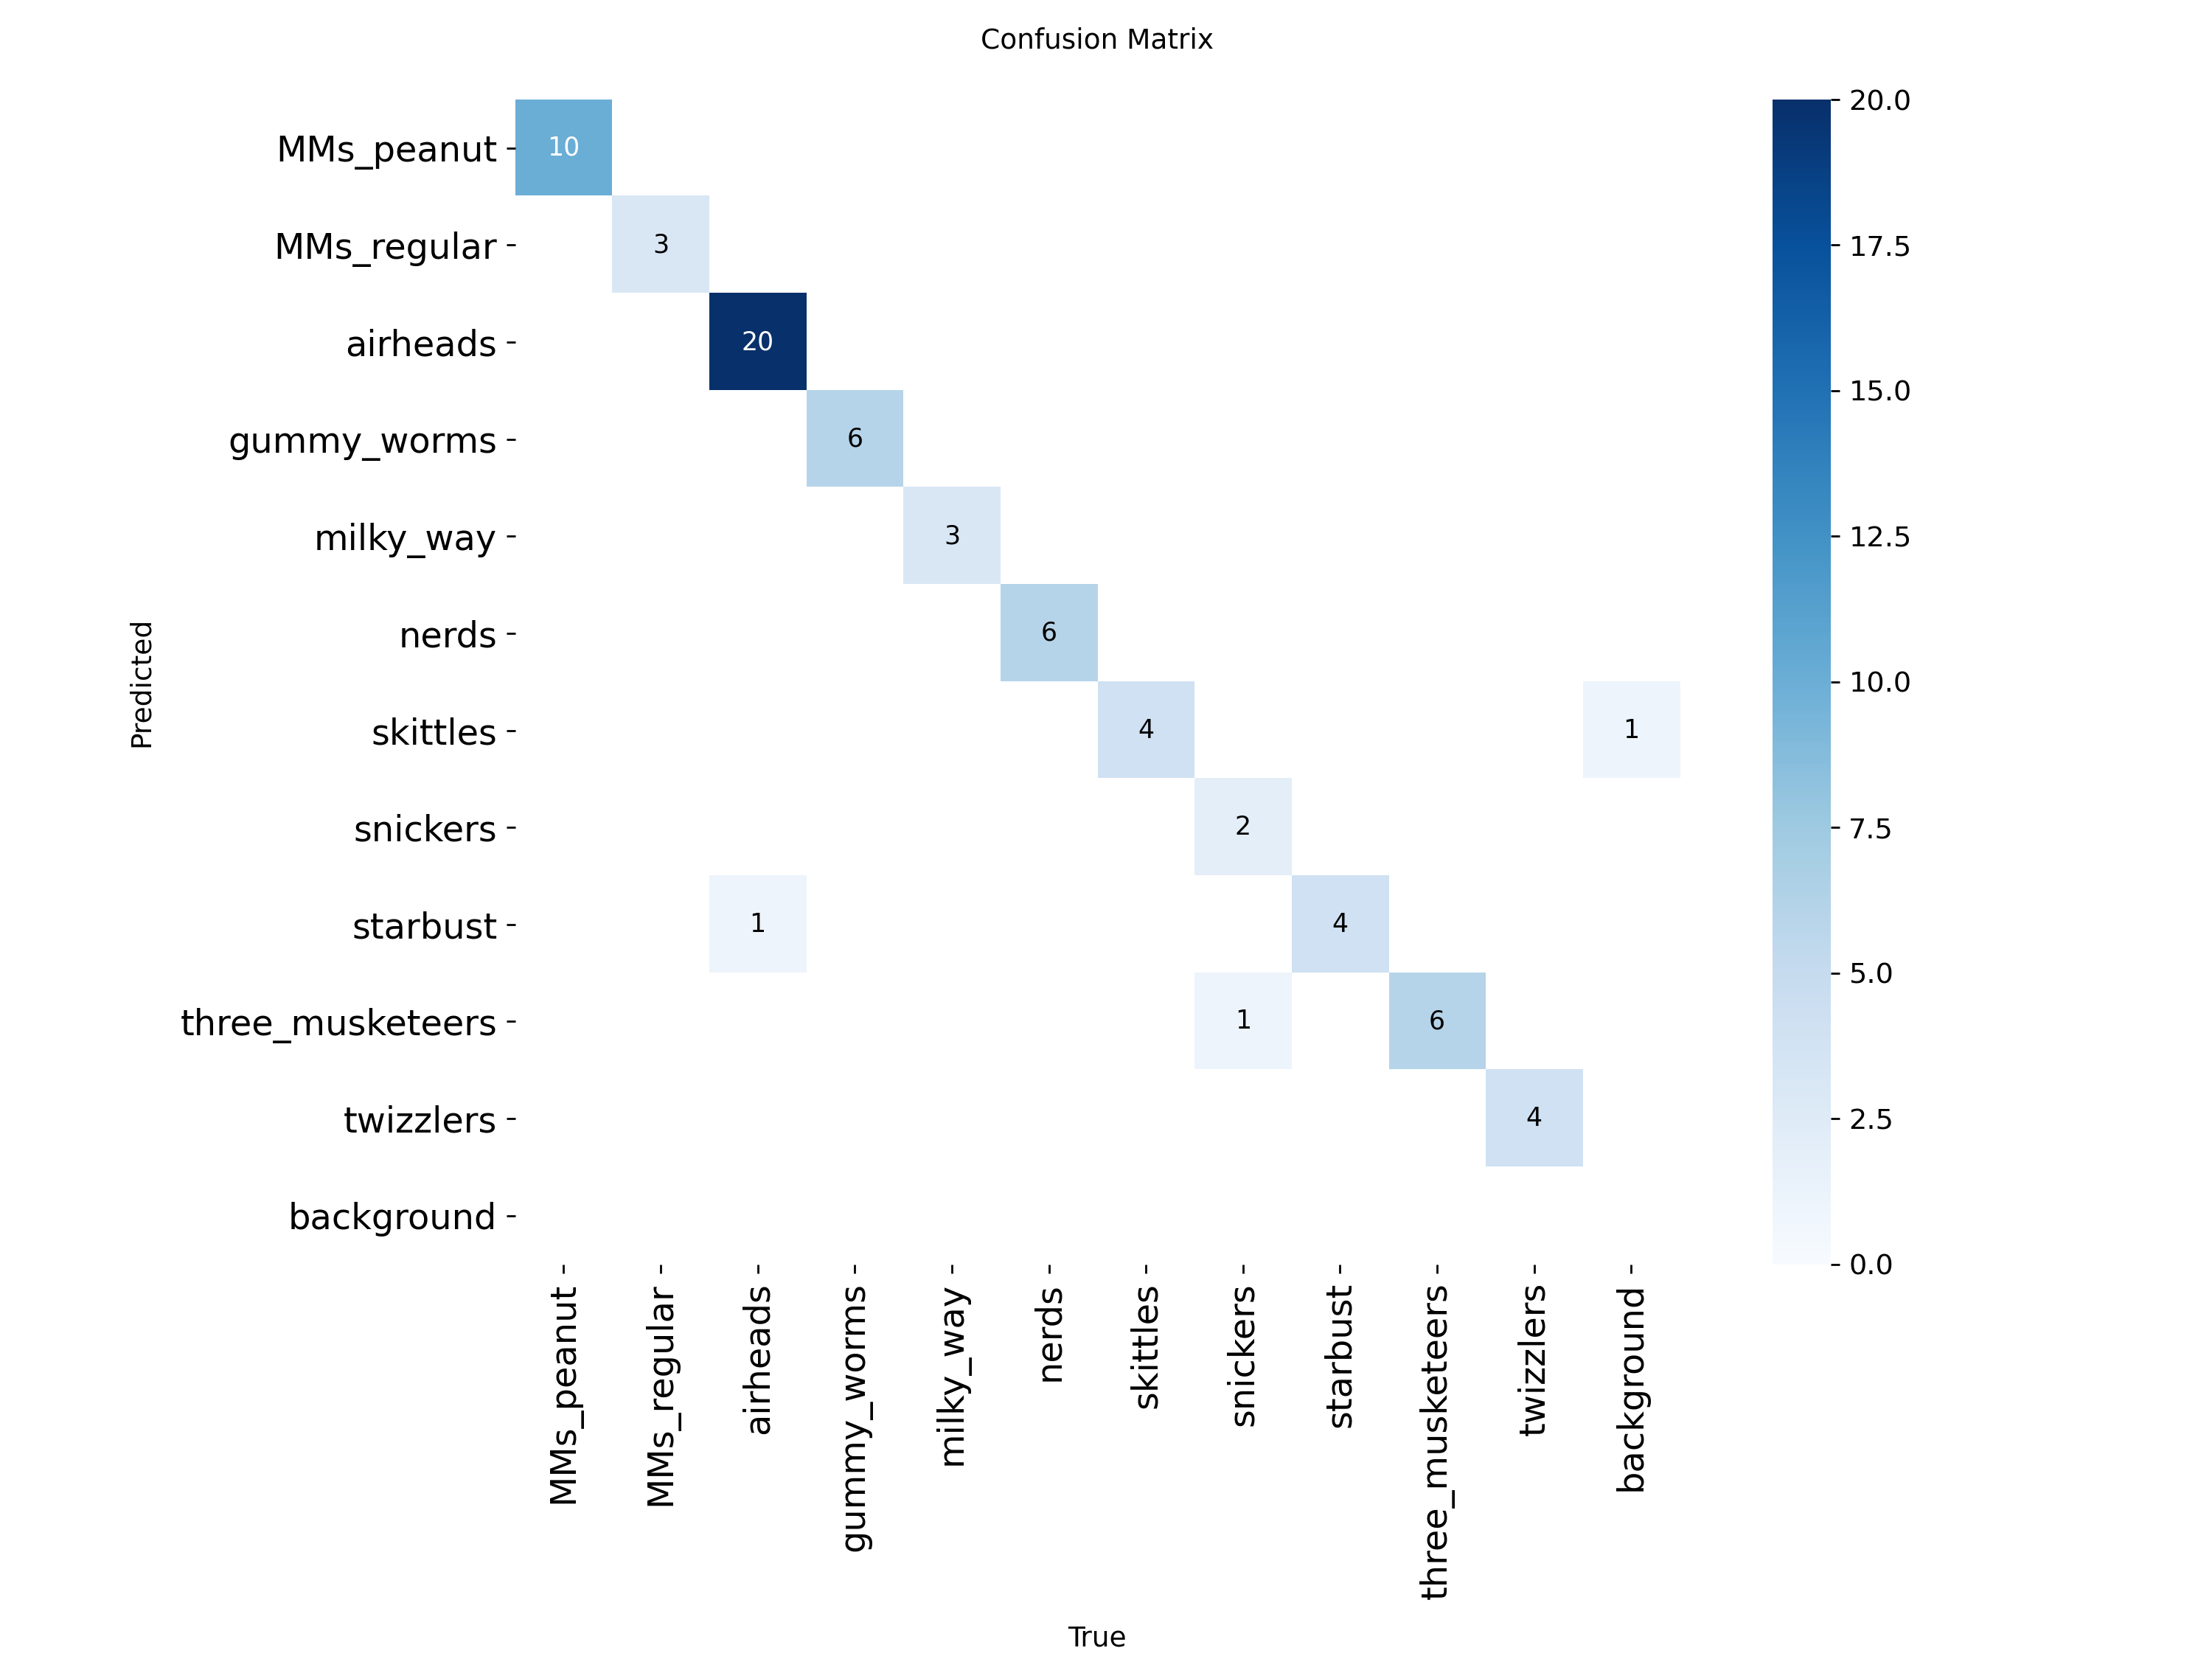 Confusion Matrix
MMs_peanut
10
MMs_regular
3
airheads
20
gummy_worms
6
milky_way
3
nerds
6
skittles
4
1
snickers
2
starbust
1
4
three_musketeers
1
6
twizzlers
4
background
Predicted
MMs_peanut
MMs_regular
airheads
gummy_worms
milky_way
nerds
skittles
snickers
starbust
three_musketeers
twizzlers
background
True
20.0
17.5
15.0
12.5
10.0
7.5
5.0
2.5
0.0